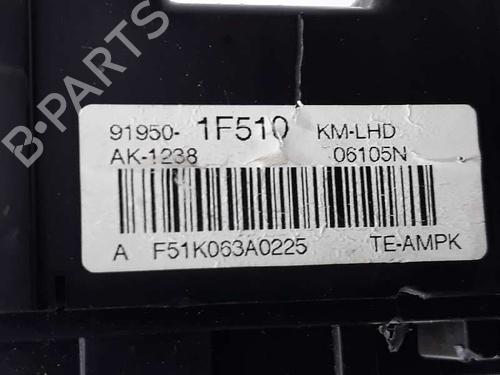 B-PARTS
91950- 1F510 KM-LHD
AK-1238 06105N
A F51K063A0225 TE-AMPK